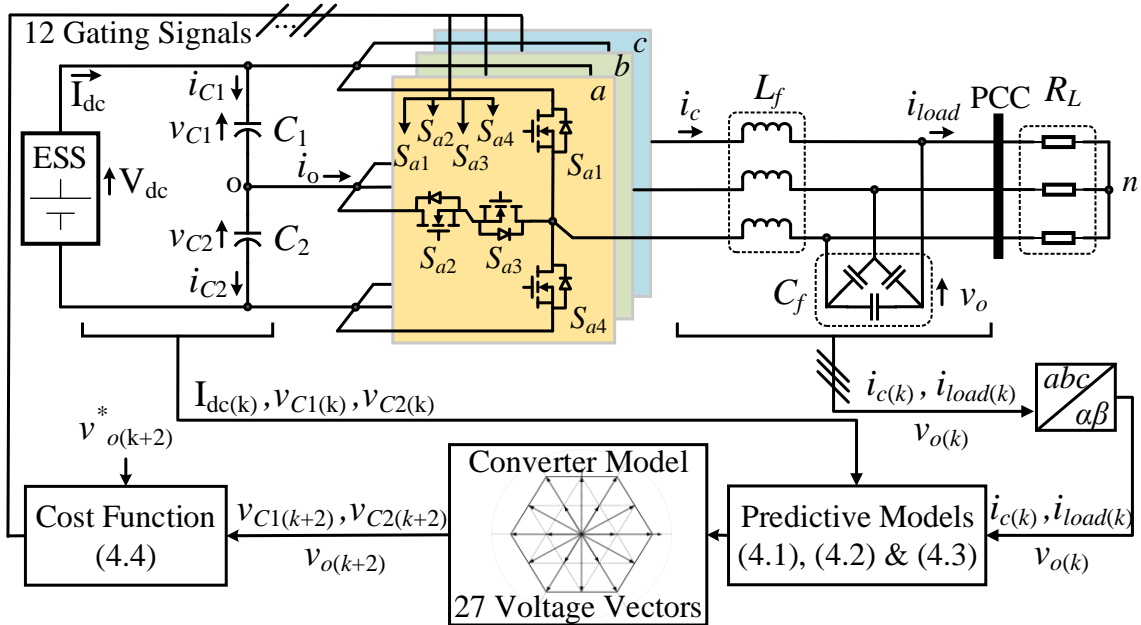 12 Gating Signals
...
c
b
a
I_dc
i_C1
v_C1
C_1
ESS
V_dc
o
i_o
v_C2
C_2
i_C2
S_a1
S_a2
S_a3
S_a4
S_a1
S_a2
S_a3
S_a4
i_c
L_f
i_load
PCC
R_L
n
C_f
v_o
I_dc(k), v_C1(k), v_C2(k)
i_c(k), i_load(k)
v_o(k)
abc
αβ
v*_o(k+2)
Cost Function
(4.4)
v_C1(k+2), v_C2(k+2)
v_o(k+2)
Converter Model
27 Voltage Vectors
Predictive Models
(4.1), (4.2) & (4.3)
i_c(k), i_load(k)
v_o(k)